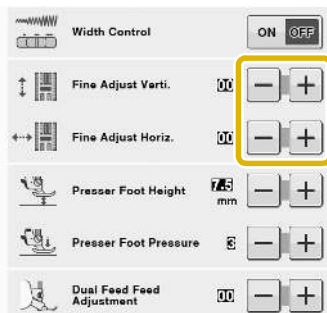 Width Control ON OFF
Fine Adjust Verti. 00 - +
Fine Adjust Horiz. 00 - +
Presser Foot Height 7.5 mm - +
Presser Foot Pressure 3 - +
Dual Feed Feed
Adjustment 00 - +